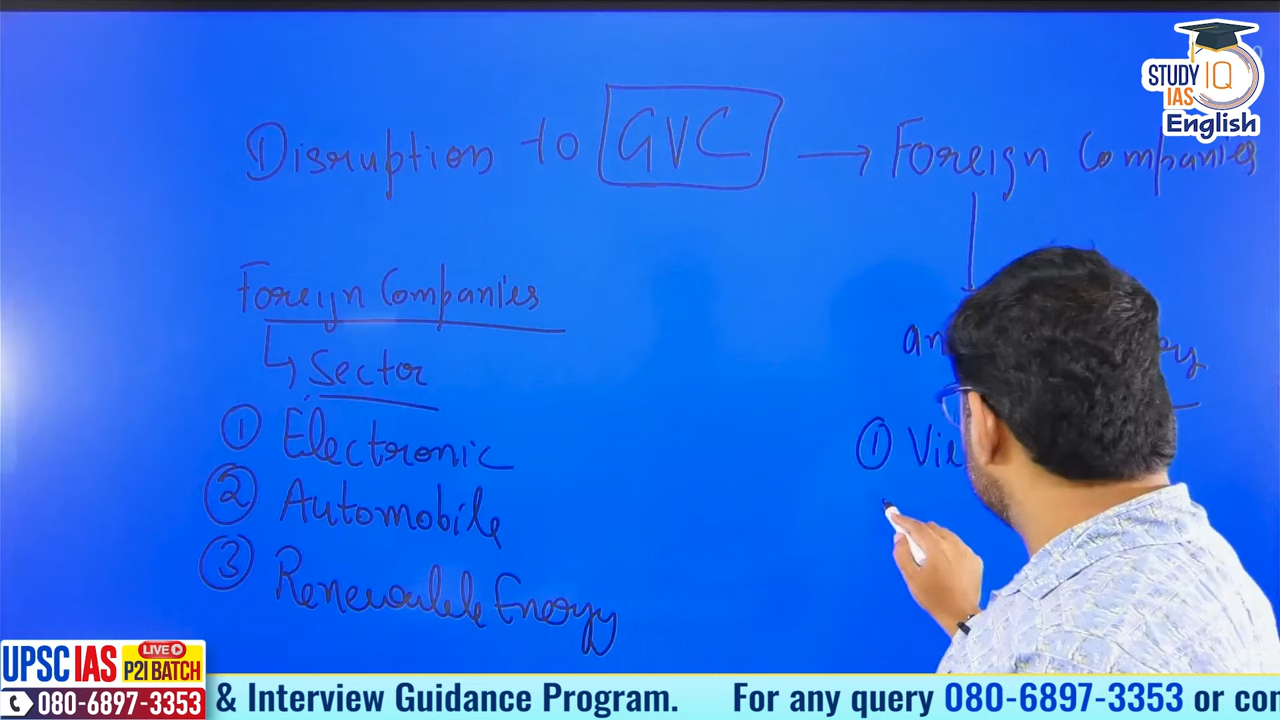 STUDY IQ
IAS
English
Disruption to GVC → Foreign Companies
Foreign Companies
↳ Sector
① Electronic
② Automobile
③ Renewable Energy
①
UPSC IAS LIVE P2I BATCH
080-6897-3353
& Interview Guidance Program. For any query 080-6897-3353 or con